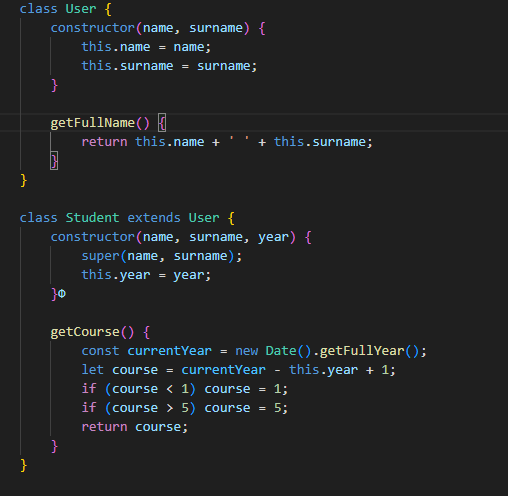 class User {
    constructor(name, surname) {
        this.name = name;
        this.surname = surname;
    }

    getFullName() {
        return this.name + ' ' + this.surname;
    }
}

class Student extends User {
    constructor(name, surname, year) {
        super(name, surname);
        this.year = year;
    }Ф

    getCourse() {
        const currentYear = new Date().getFullYear();
        let course = currentYear - this.year + 1;
        if (course < 1) course = 1;
        if (course > 5) course = 5;
        return course;
    }
}